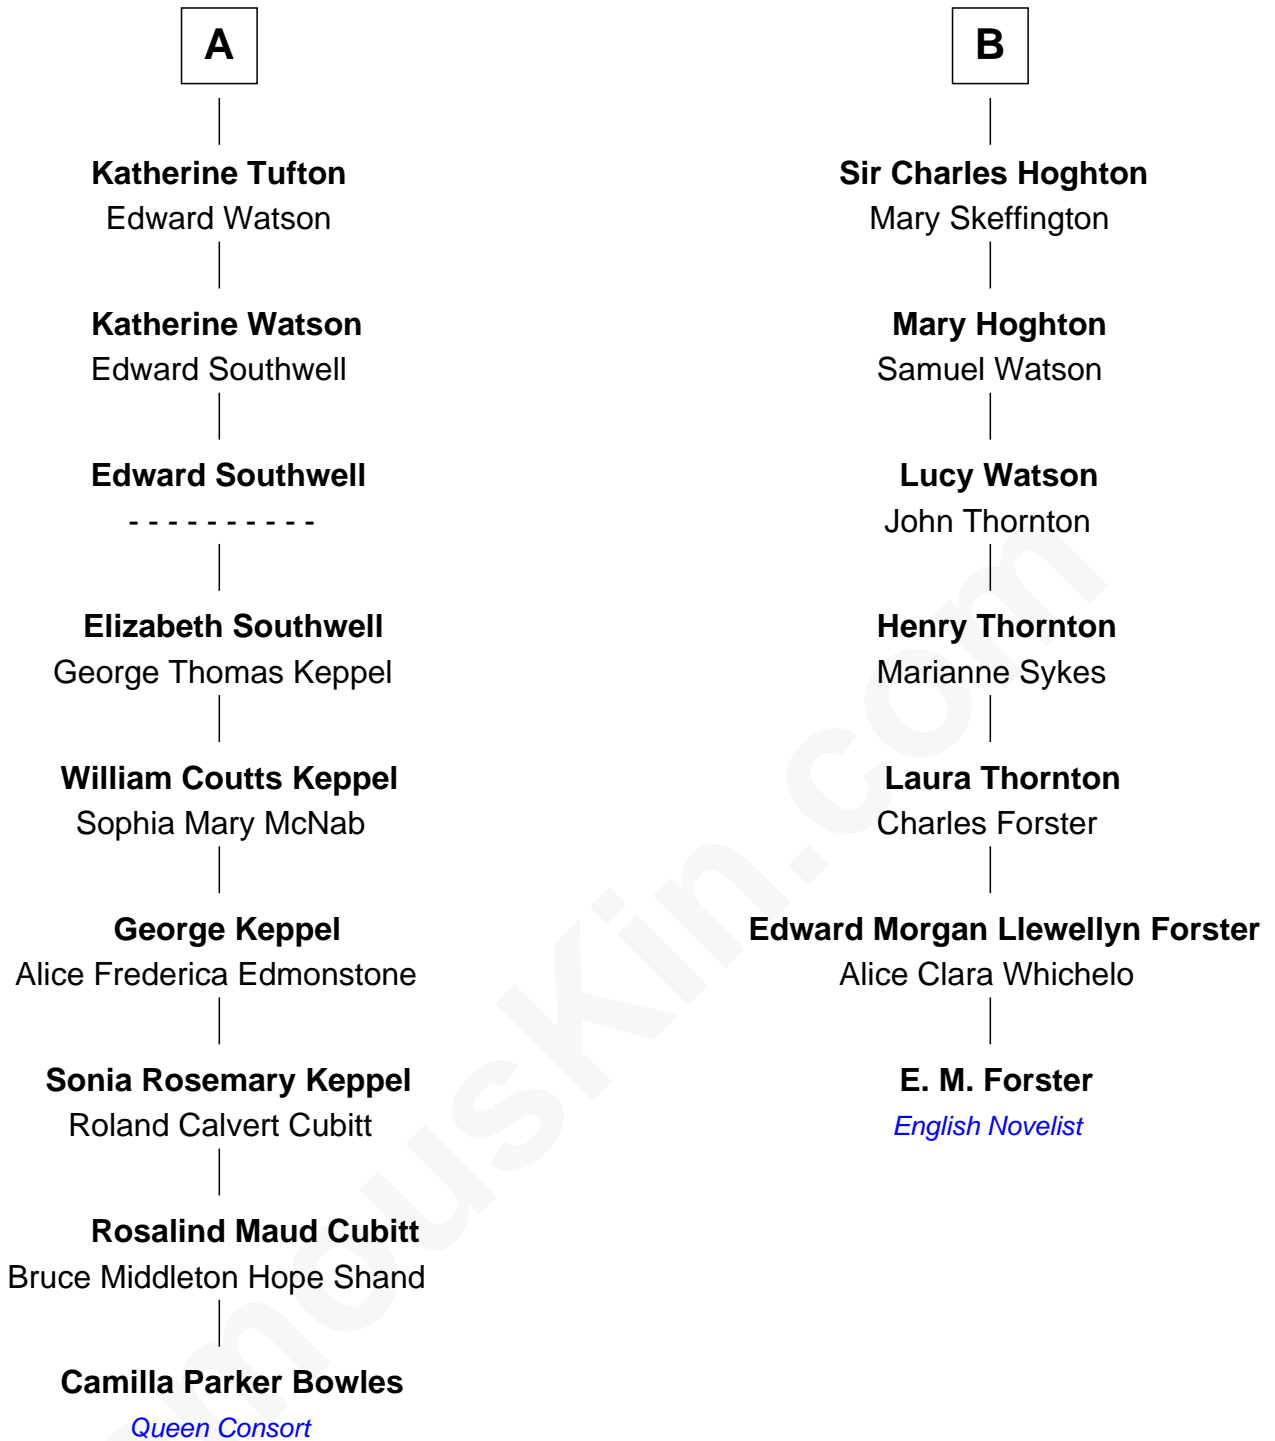 A
Katherine Tufton
Edward Watson
Katherine Watson
Edward Southwell
Edward Southwell
- - - - - - - - - -
Elizabeth Southwell
George Thomas Keppel
William Coutts Keppel
Sophia Mary McNab
George Keppel
Alice Frederica Edmonstone
Sonia Rosemary Keppel
Roland Calvert Cubitt
Rosalind Maud Cubitt
Bruce Middleton Hope Shand
Camilla Parker Bowles
Queen Consort
B
Sir Charles Hoghton
Mary Skeffington
Mary Hoghton
Samuel Watson
Lucy Watson
John Thornton
Henry Thornton
Marianne Sykes
Laura Thornton
Charles Forster
Edward Morgan Llewellyn Forster
Alice Clara Whichelo
E. M. Forster
English Novelist
omouskin.com